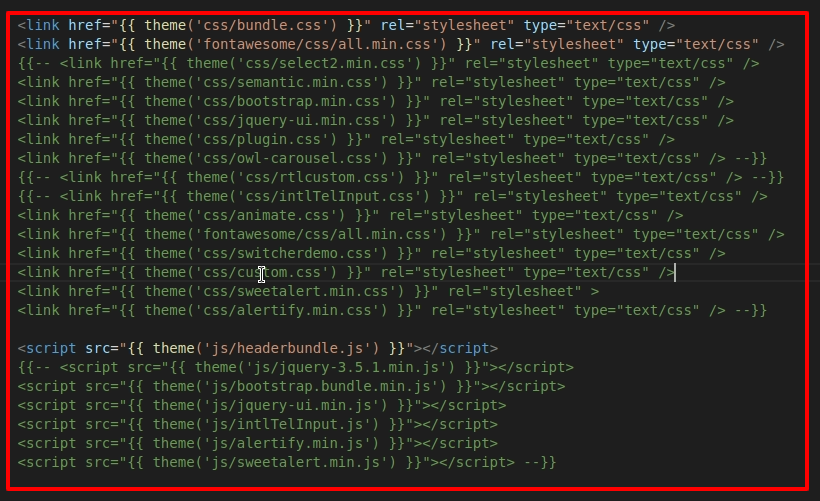 <link href="{{ theme('css/bundle.css') }}" rel="stylesheet" type="text/css" />
<link href="{{ theme('fontawesome/css/all.min.css') }}" rel="stylesheet" type="text/css" />
{{-- <link href="{{ theme('css/select2.min.css') }}" rel="stylesheet" type="text/css" />
<link href="{{ theme('css/semantic.min.css') }}" rel="stylesheet" type="text/css" />
<link href="{{ theme('css/bootstrap.min.css') }}" rel="stylesheet" type="text/css" />
<link href="{{ theme('css/jquery-ui.min.css') }}" rel="stylesheet" type="text/css" />
<link href="{{ theme('css/plugin.css') }}" rel="stylesheet" type="text/css" />
<link href="{{ theme('css/owl-carousel.css') }}" rel="stylesheet" type="text/css" /> --}}
{{-- <link href="{{ theme('css/rtlcustom.css') }}" rel="stylesheet" type="text/css" /> --}}
{{-- <link href="{{ theme('css/intlTelInput.css') }}" rel="stylesheet" type="text/css" />
<link href="{{ theme('css/animate.css') }}" rel="stylesheet" type="text/css" />
<link href="{{ theme('fontawesome/css/all.min.css') }}" rel="stylesheet" type="text/css" />
<link href="{{ theme('css/switcherdemo.css') }}" rel="stylesheet" type="text/css" />
<link href="{{ theme('css/custom.css') }}" rel="stylesheet" type="text/css" />
<link href="{{ theme('css/sweetalert.min.css') }}" rel="stylesheet" >
<link href="{{ theme('css/alertify.min.css') }}" rel="stylesheet" type="text/css" /> --}}
<script src="{{ theme('js/headerbundle.js') }}"></script>
{{-- <script src="{{ theme('js/jquery-3.5.1.min.js') }}"></script>
<script src="{{ theme('js/bootstrap.bundle.min.js') }}"></script>
<script src="{{ theme('js/jquery-ui.min.js') }}"></script>
<script src="{{ theme('js/intlTelInput.js') }}"></script>
<script src="{{ theme('js/alertify.min.js') }}"></script>
<script src="{{ theme('js/sweetalert.min.js') }}"></script> --}}